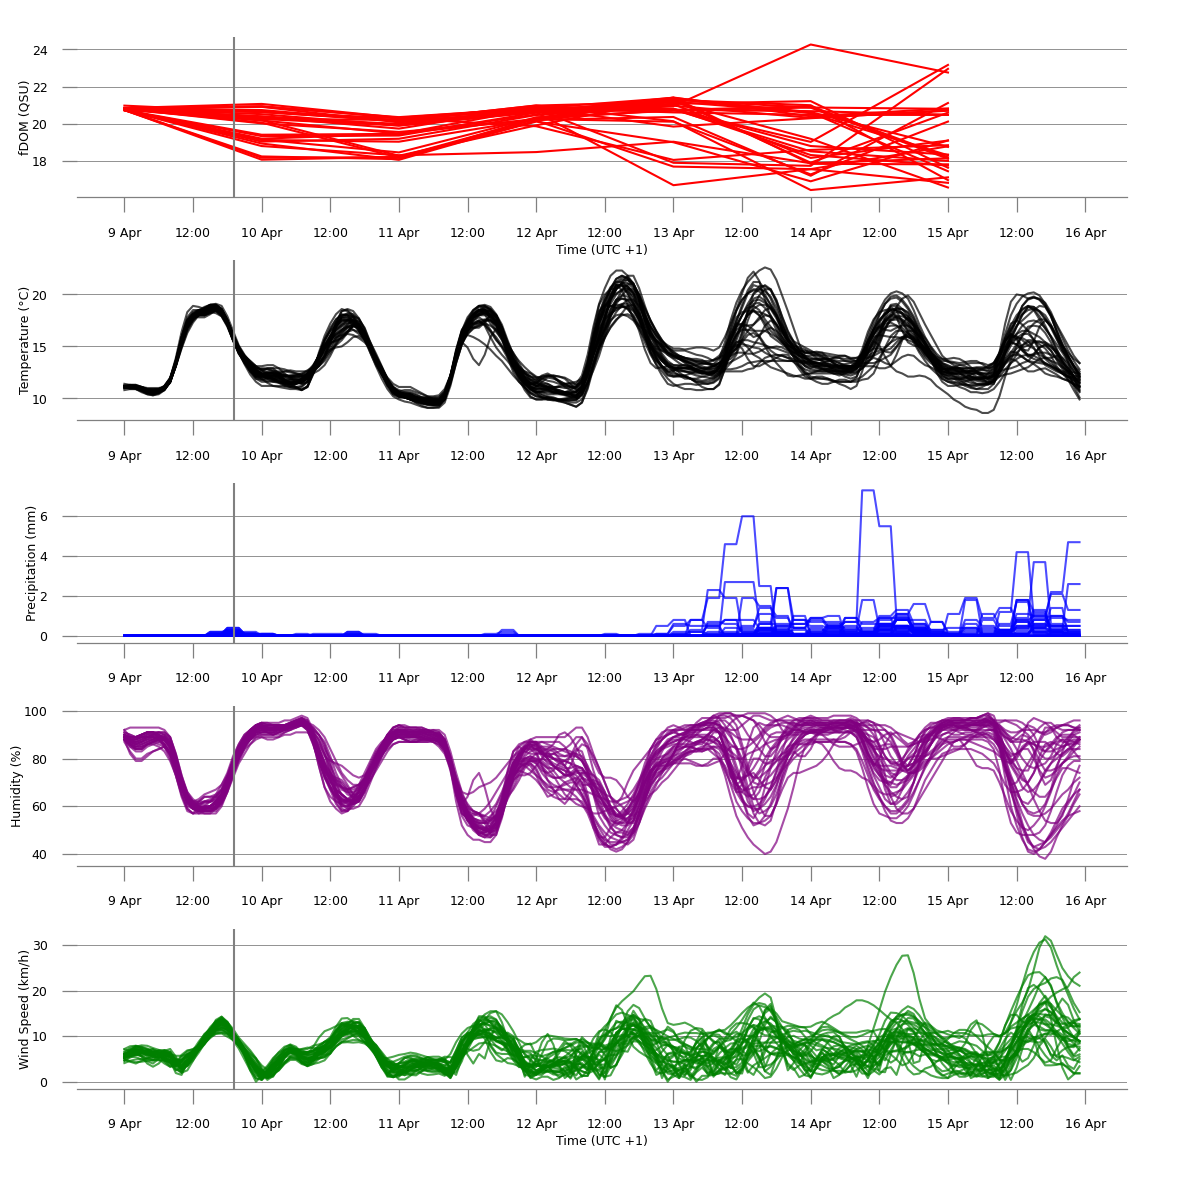 fDOM (QSU)
24
22
20
18
9 Apr 12:00 10 Apr 12:00 11 Apr 12:00 12 Apr 12:00 13 Apr 12:00 14 Apr 12:00 15 Apr 12:00 16 Apr
Time (UTC +1)
Temperature (°C)
20
15
10
9 Apr 12:00 10 Apr 12:00 11 Apr 12:00 12 Apr 12:00 13 Apr 12:00 14 Apr 12:00 15 Apr 12:00 16 Apr
Precipitation (mm)
6
4
2
0
9 Apr 12:00 10 Apr 12:00 11 Apr 12:00 12 Apr 12:00 13 Apr 12:00 14 Apr 12:00 15 Apr 12:00 16 Apr
Humidity (%)
100
80
60
40
9 Apr 12:00 10 Apr 12:00 11 Apr 12:00 12 Apr 12:00 13 Apr 12:00 14 Apr 12:00 15 Apr 12:00 16 Apr
Wind Speed (km/h)
30
20
10
0
9 Apr 12:00 10 Apr 12:00 11 Apr 12:00 12 Apr 12:00 13 Apr 12:00 14 Apr 12:00 15 Apr 12:00 16 Apr
Time (UTC +1)